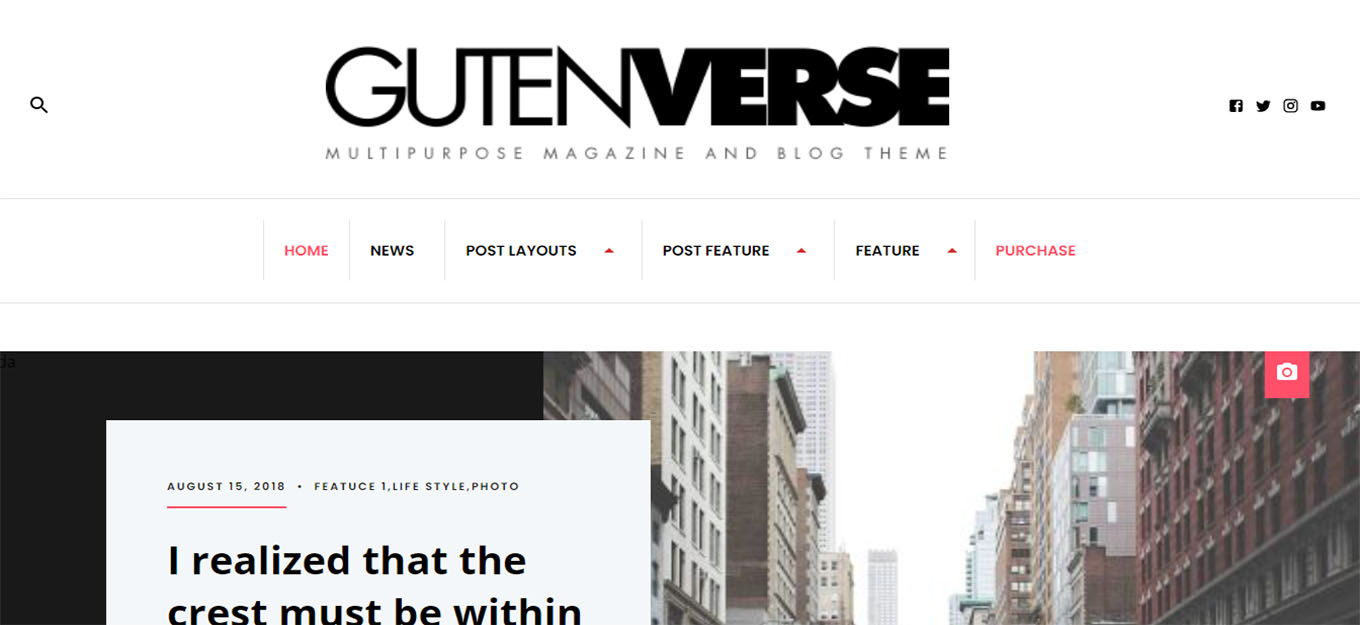 GUTENVERSE
MULTIPURPOSE MAGAZINE AND BLOG THEME
HOME NEWS POST LAYOUTS POST FEATURE FEATURE PURCHASE
da
AUGUST 15, 2018 • FEATUCE 1,LIFE STYLE,PHOTO
I realized that the
crest must be within